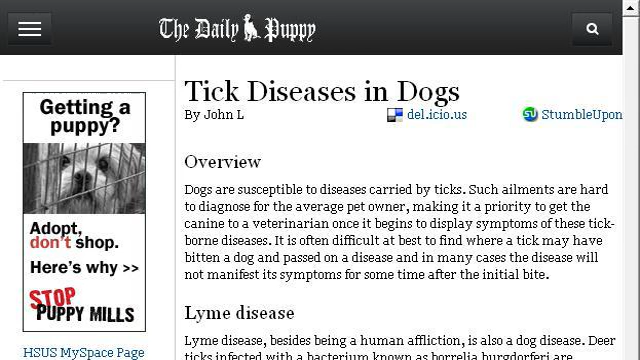 The Daily Puppy
Getting a
puppy?
Adopt,
don't shop.
Here's why >>
STOP
PUPPY MILLS
HSUS MySpace Page
Tick Diseases in Dogs
By John L
del.icio.us
StumbleUpon
Overview
Dogs are susceptible to diseases carried by ticks. Such ailments are hard
to diagnose for the average pet owner, making it a priority to get the
canine to a veterinarian once it begins to display symptoms of these tick-
borne diseases. It is often difficult at best to find where a tick may have
bitten a dog and passed on a disease and in many cases the disease will
not manifest its symptoms for some time after the initial bite.
Lyme disease
Lyme disease, besides being a human affliction, is also a dog disease. Deer
ticks infected with a bacterium known as borrelia burgdorferi are